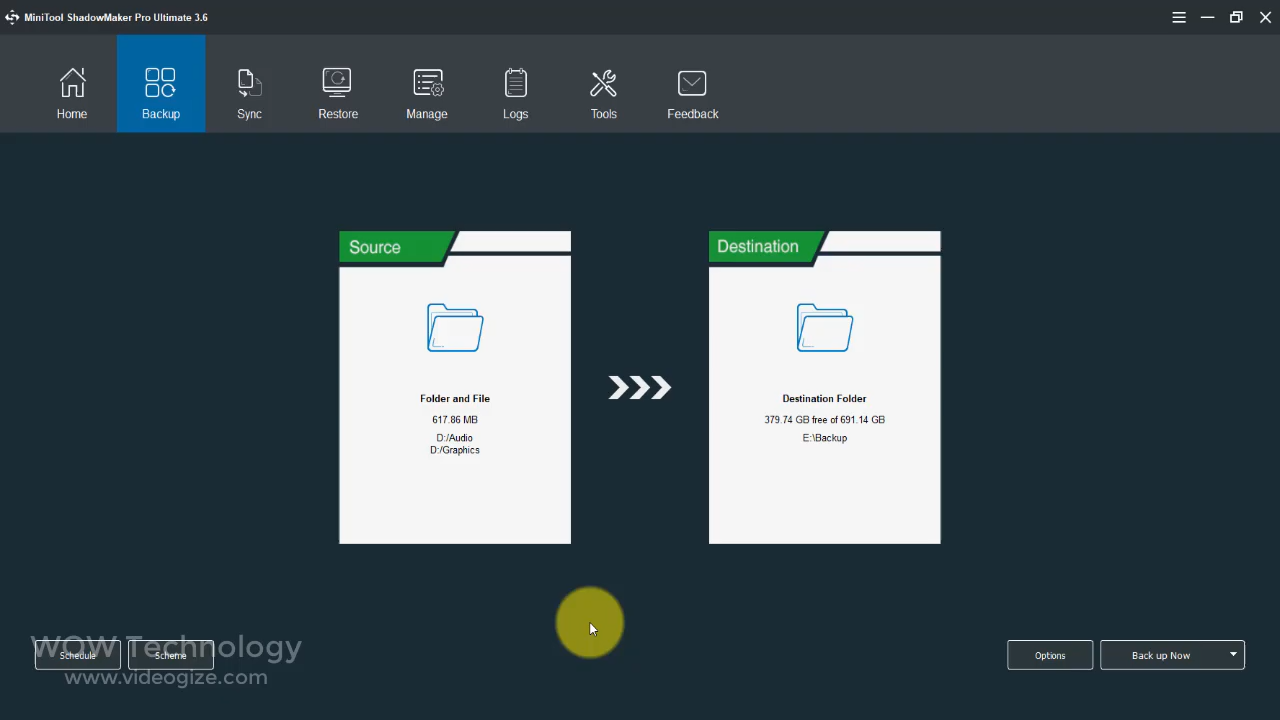 MiniTool ShadowMaker Pro Ultimate 3.6
Home
Backup
Sync
Restore
Manage
Logs
Tools
Feedback
Source
Folder and File
617.86 MB
D:/Audio
D:/Graphics
Destination
Destination Folder
379.74 GB free of 691.14 GB
E:\Backup
Schedule
Scheme
WOW Technology
www.videogize.com
Options
Back up Now